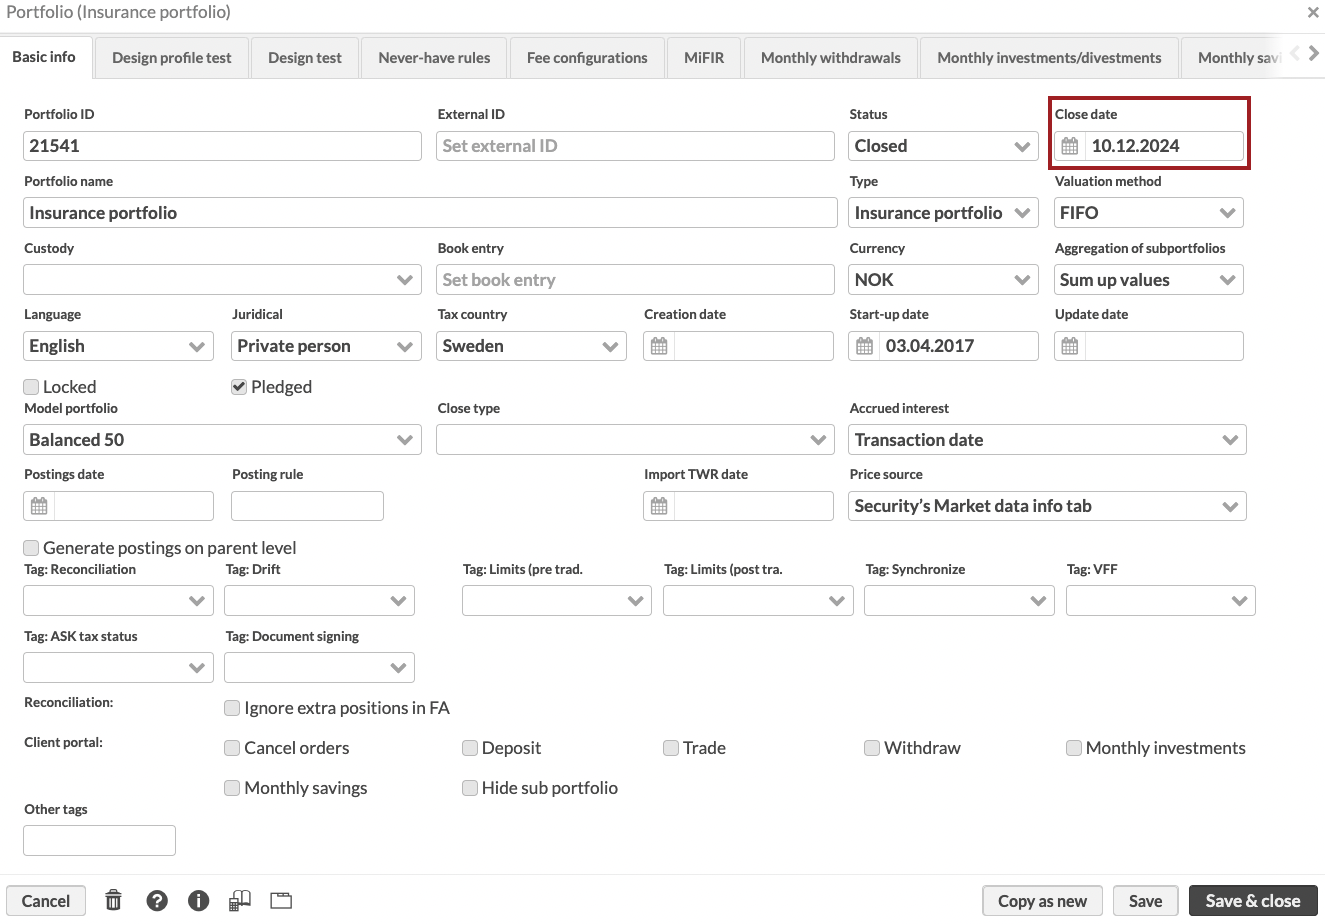 Portfolio (Insurance portfolio)
Basic info
Design profile test
Design test
Never-have rules
Fee configurations
MiFIR
Monthly withdrawals
Monthly investments/divestments
Monthly savi
Portfolio ID
External ID
Status
Close date
21541
Set external ID
Closed
10.12.2024
Portfolio name
Type
Valuation method
Insurance portfolio
Insurance portfolio
FIFO
Custody
Book entry
Currency
Aggregation of subportfolios
Set book entry
NOK
Sum up values
Language
Juridical
Tax country
Creation date
Start-up date
Update date
English
Private person
Sweden
03.04.2017
Locked
Pledged
Model portfolio
Close type
Accrued interest
Balanced 50
Transaction date
Postings date
Posting rule
Import TWR date
Price source
Security's Market data info tab
Generate postings on parent level
Tag: Reconciliation
Tag: Drift
Tag: Limits (pre trad.
Tag: Limits (post tra.
Tag: Synchronize
Tag: VFF
Tag: ASK tax status
Tag: Document signing
Reconciliation:
Ignore extra positions in FA
Client portal:
Cancel orders
Deposit
Trade
Withdraw
Monthly investments
Monthly savings
Hide sub portfolio
Other tags
Cancel
Copy as new
Save
Save & close